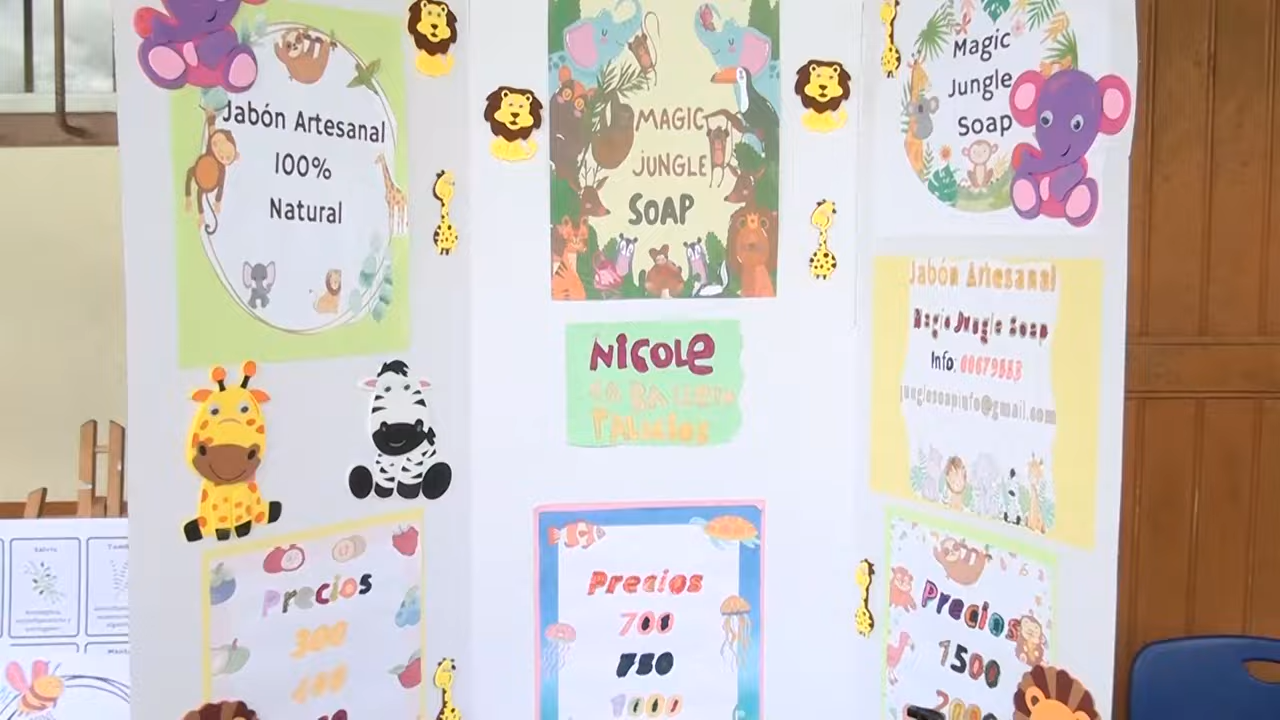 Jabón Artesanal
100%
Natural
MAGIC
JUNGLE
SOAP
Magic
Jungle
Soap
NICOLE
Jabón Artesanal
Magic Jungle Soap
Info:
junglesoapinfo@gmail.com
Precios
300
Precios
700
750
1000
Precios
1500